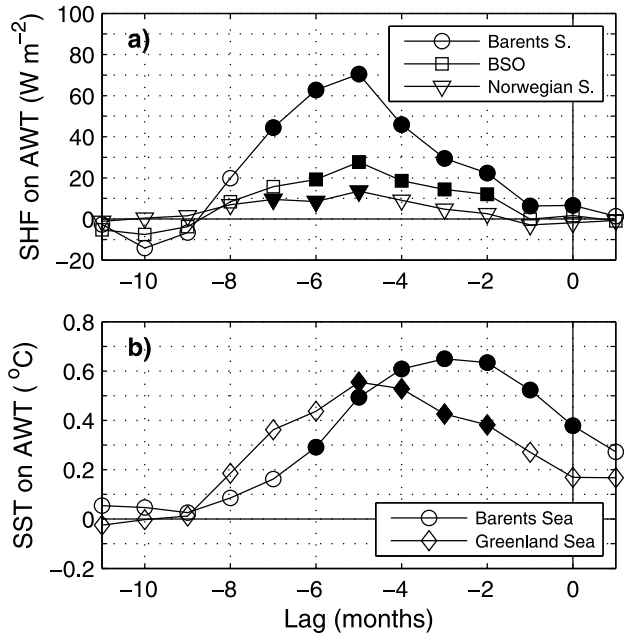 a)
SHF on AWT (W m−2)
100
80
60
40
20
0
−20
Barents S.
BSO
Norwegian S.
−10
−8
−6
−4
−2
0
b)
SST on AWT (°C)
0.8
0.6
0.4
0.2
0
−0.2
Barents Sea
Greenland Sea
−10
−8
−6
−4
−2
0
Lag (months)